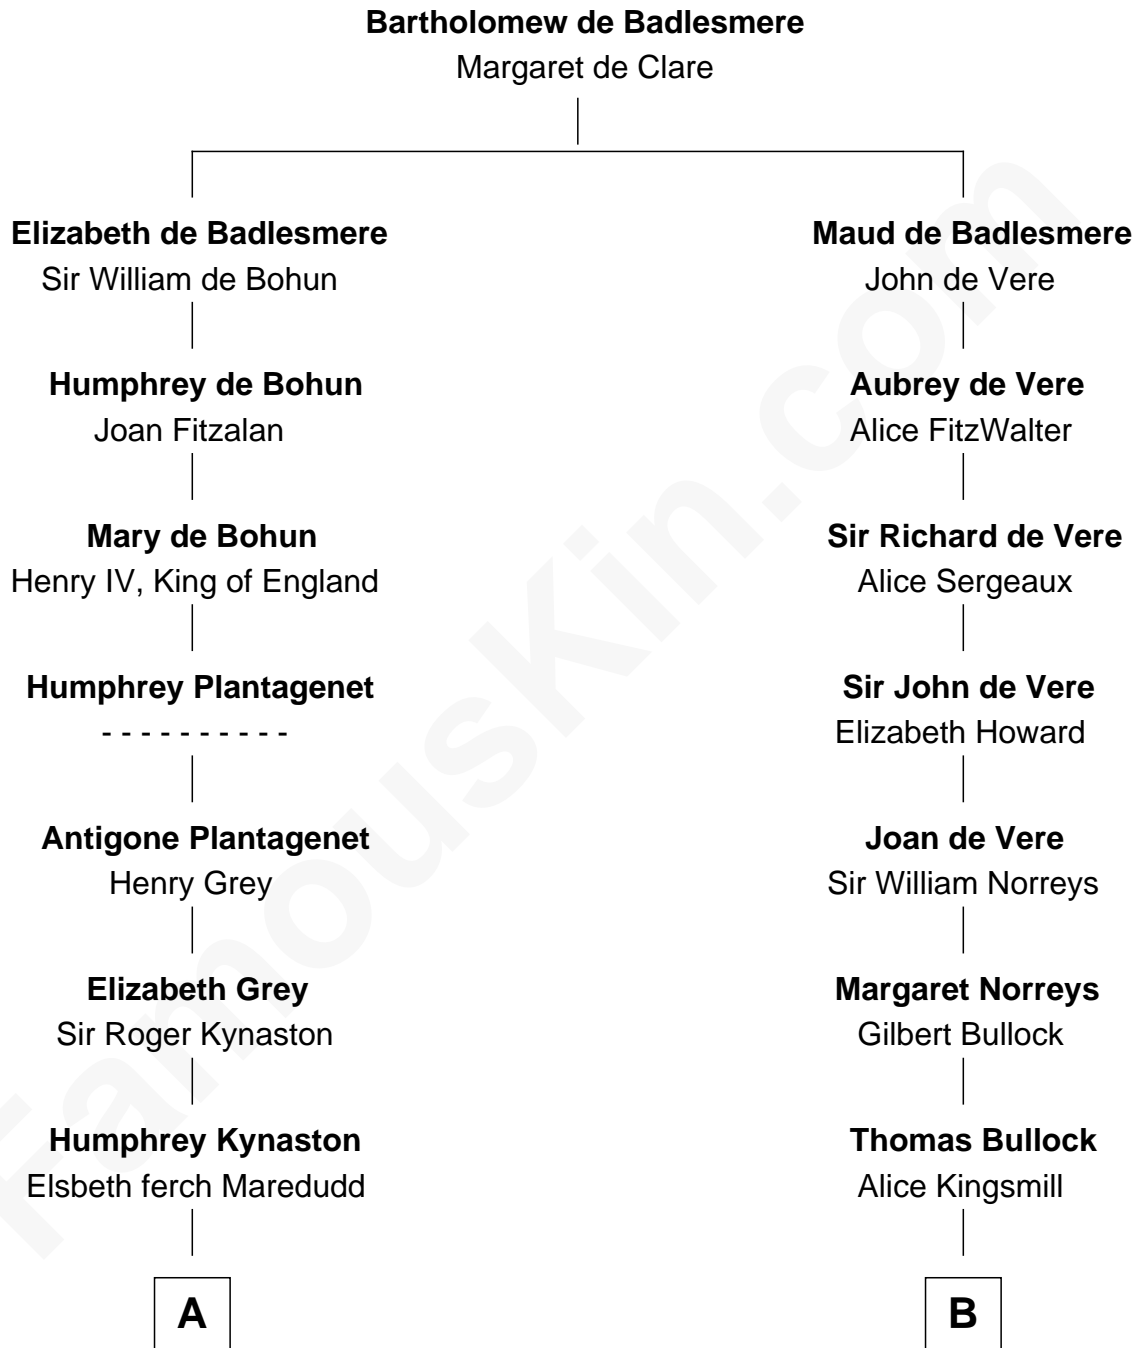 Bartholomew de Badlesmere
Margaret de Clare
Elizabeth de Badlesmere
Sir William de Bohun
Humphrey de Bohun
Joan Fitzalan
Mary de Bohun
Henry IV, King of England
Humphrey Plantagenet
- - - - - - - - - -
Antigone Plantagenet
Henry Grey
Elizabeth Grey
Sir Roger Kynaston
Humphrey Kynaston
Elsbeth ferch Maredudd
A
Maud de Badlesmere
John de Vere
Aubrey de Vere
Alice FitzWalter
Sir Richard de Vere
Alice Sergeaux
Sir John de Vere
Elizabeth Howard
Joan de Vere
Sir William Norreys
Margaret Norreys
Gilbert Bullock
Thomas Bullock
Alice Kingsmill
B
FamousKin.com